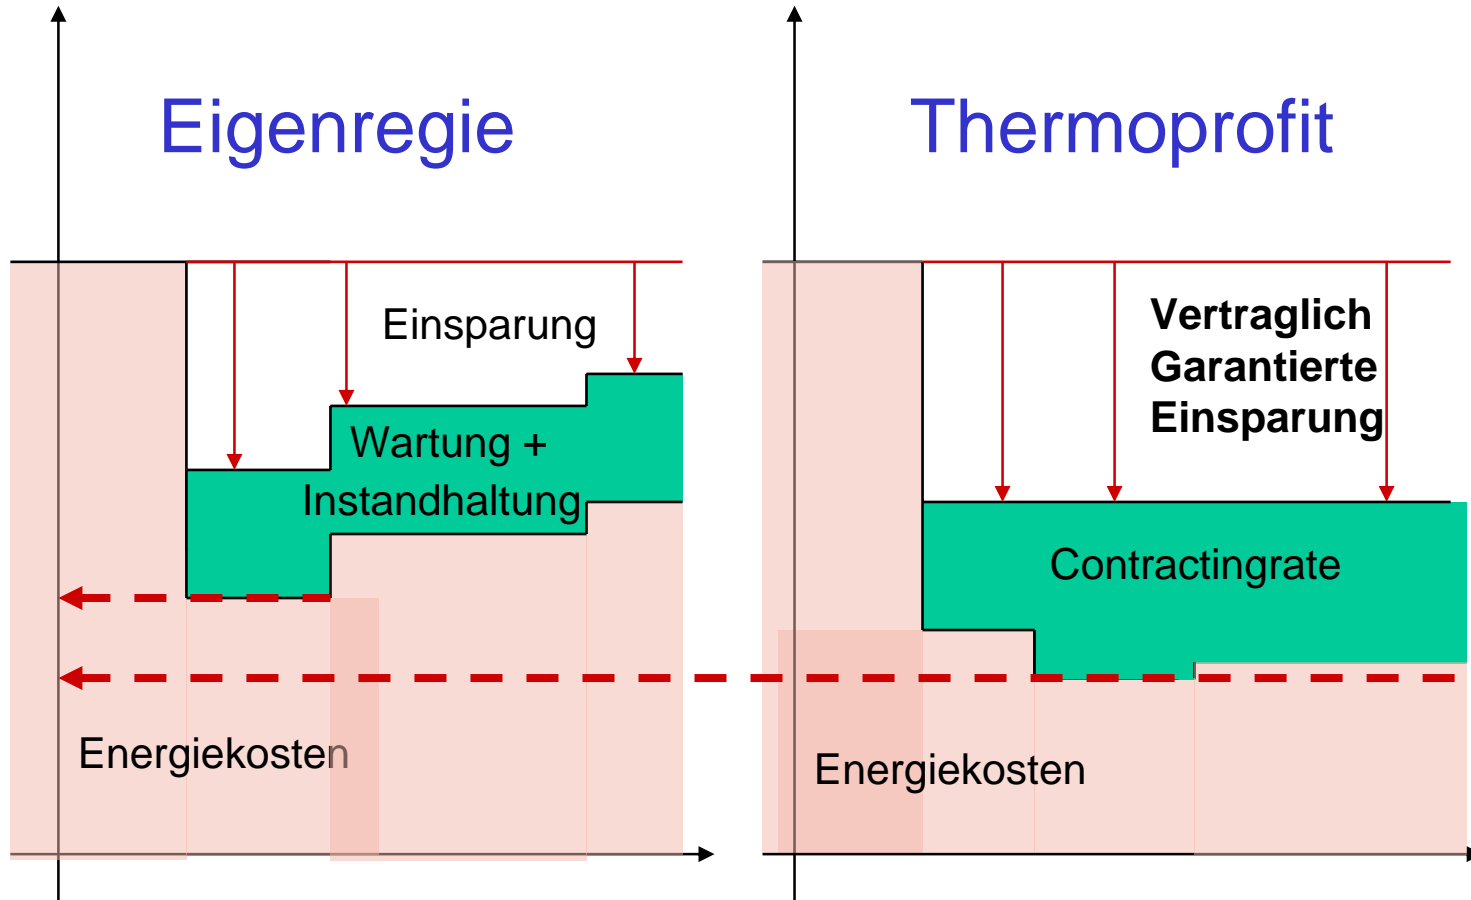 Eigenregie
Einsparung
Wartung +
Instandhaltung
Energiekosten
Thermoprofit
Vertraglich
Garantierte
Einsparung
Contractingrate
Energiekosten